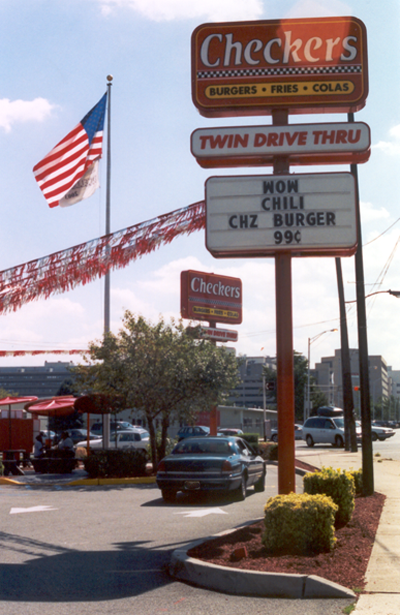 Checkers
BURGERS • FRIES • COLAS
TWIN DRIVE THRU
WOW
CHILI
CHZ BURGER
99¢
Checkers